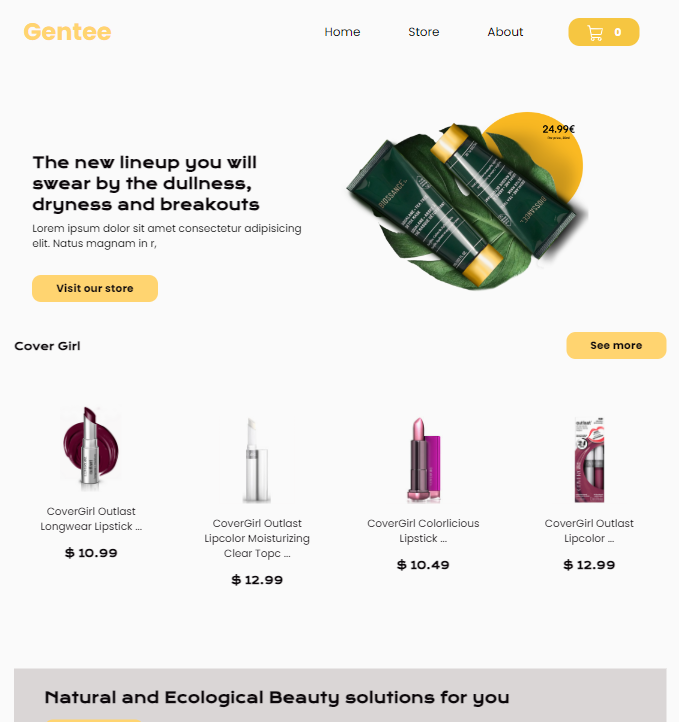 Gentee
Home
Store
About
0
24.99€
The new lineup you will
swear by the dullness,
dryness and breakouts
Lorem ipsum dolor sit amet consectetur adipisicing
elit. Natus magnam in r,
Visit our store
Cover Girl
See more
CoverGirl Outlast
Longwear Lipstick ...
$ 10.99
CoverGirl Outlast
Lipcolor Moisturizing
Clear Topc ...
$ 12.99
CoverGirl Colorlicious
Lipstick ...
$ 10.49
CoverGirl Outlast
Lipcolor ...
$ 12.99
Natural and Ecological Beauty solutions for you